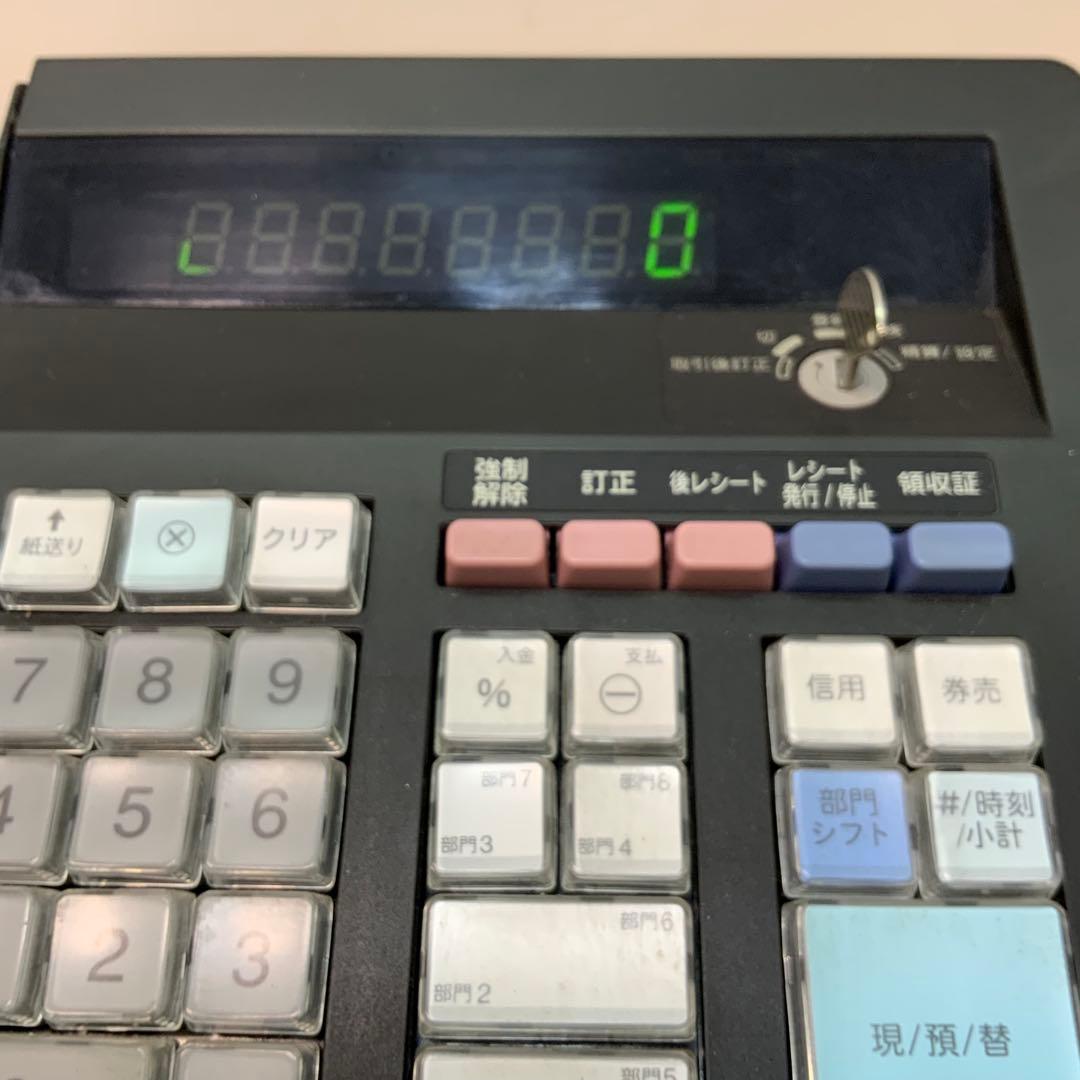 0
切
取引後訂正
精算/設定
強制
解除
訂正
後レシート
レシート
発行/停止
領収証
↑
紙送り
⊗
クリア
7
8
9
入金
%
支払
⊖
信用
券売
4
5
6
部門7
部門3
部門8
部門4
部門
シフト
#/時刻
/小計
2
3
部門6
部門2
現/預/替
部門5